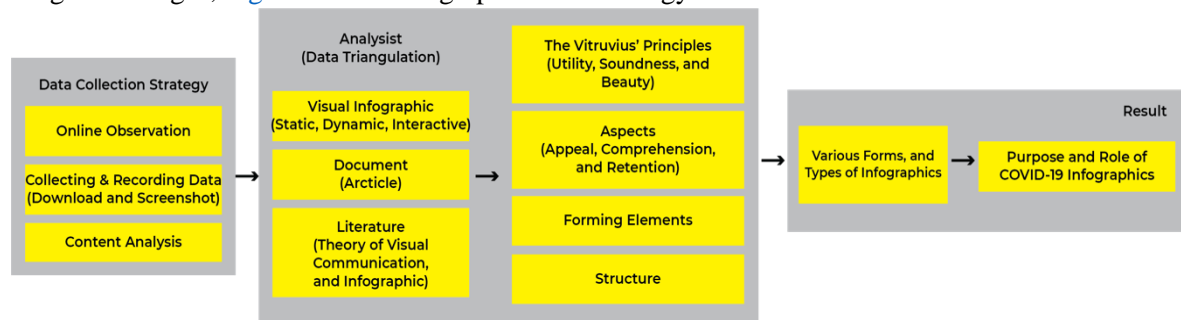 Data Collection Strategy
Online Observation
Collecting & Recording Data
(Download and Screenshot)
Content Analysis
Analysist
(Data Triangulation)
Visual Infographic
(Static, Dynamic, Interactive)
Document
(Arcticle)
Literature
(Theory of Visual
Communication,
and Infographic)
The Vitruvius' Principles
(Utility, Soundness, and
Beauty)
Aspects
(Appeal, Comprehension,
and Retention)
Forming Elements
Structure
Result
Various Forms, and
Types of Infographics
Purpose and Role of
COVID-19 Infographics